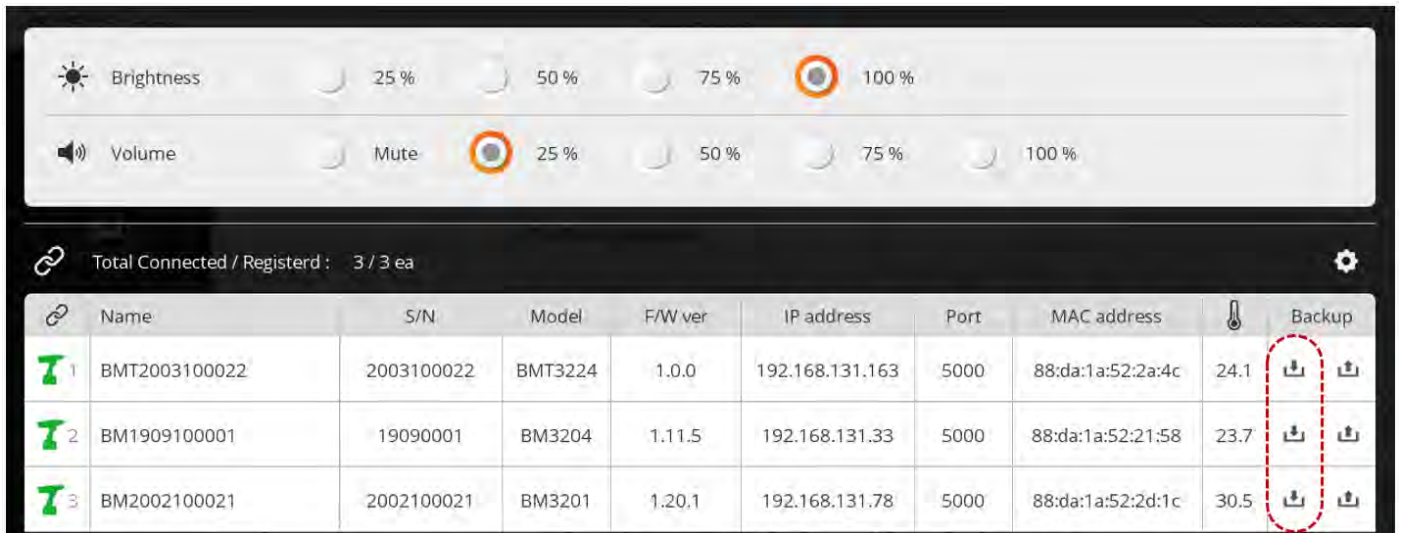 Brightness 25 % 50 % 75 % 100 %
Volume Mute 25 % 50 % 75 % 100 %
Total Connected / Registerd : 3 / 3 ea
Name S/N Model F/W ver IP address Port MAC address Backup
1 BMT2003100022 2003100022 BMT3224 1.0.0 192.168.131.163 5000 88:da:1a:52:2a:4c 24.1
2 BM1909100001 19090001 BM3204 1.11.5 192.168.131.33 5000 88:da:1a:52:21:58 23.7
3 BM2002100021 2002100021 BM3201 1.20.1 192.168.131.78 5000 88:da:1a:52:2d:1c 30.5